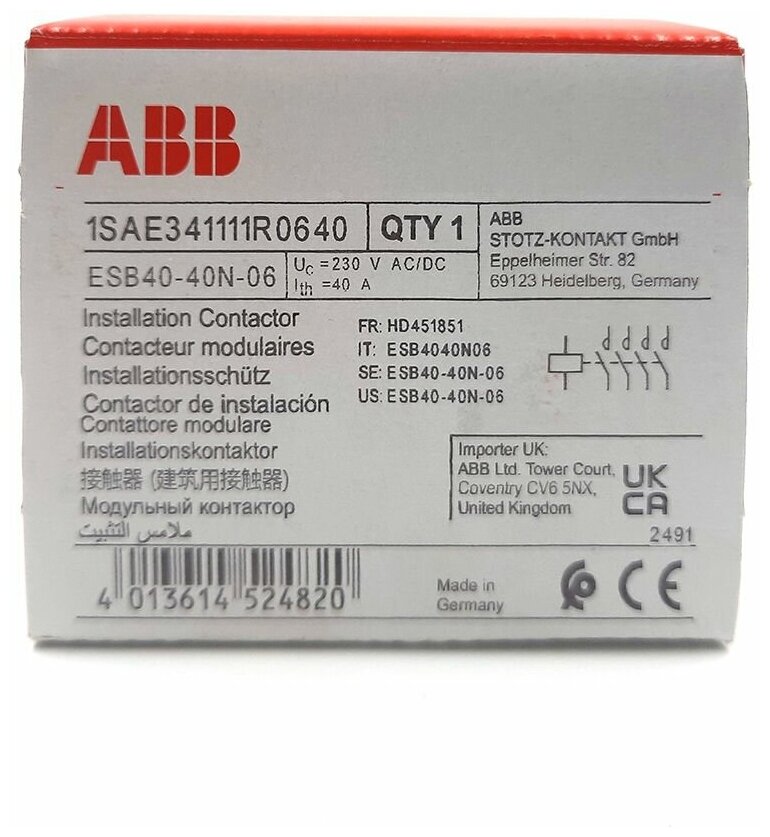 ABB
1SAE341111R0640
QTY 1
ABB
STOTZ-KONTAKT GmbH
Eppelheimer Str. 82
69123 Heidelberg, Germany
ESB40-40N-06
Uc =230 V AC/DC
Ith =40 A
Installation Contactor
Contacteur modulaires
Installationsschütz
Contactor de instalación
Contattore modulare
Installationskontaktor
接触器 (建筑用接触器)
Модульный контактор
ملامس التثبيت
FR: HD451851
IT: ESB4040N06
SE: ESB40-40N-06
US: ESB40-40N-06
Importer UK:
ABB Ltd. Tower Court,
Coventry CV6 5NX,
United Kingdom
UK
CA
2491
4 013614 524820
Made in
Germany
CE